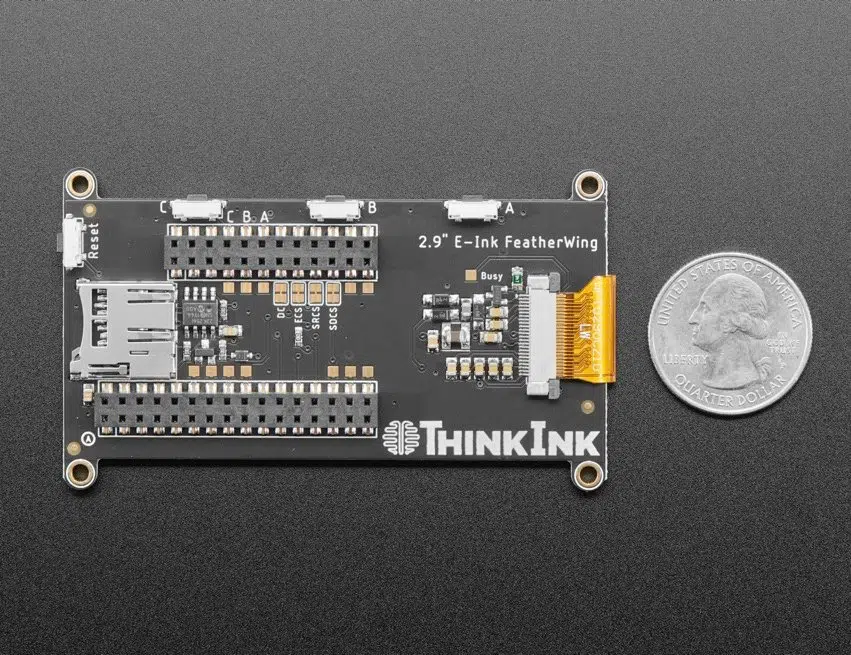 C
B
A
C B A
Reset
2.9" E-Ink FeatherWing
Busy
DC
ECS
SRCS
SDCS
LW
A
THINKINK
UNITED STATES OF AMERICA
LIBERTY
IN
GOD WE
TRUST
QUARTER DOLLAR